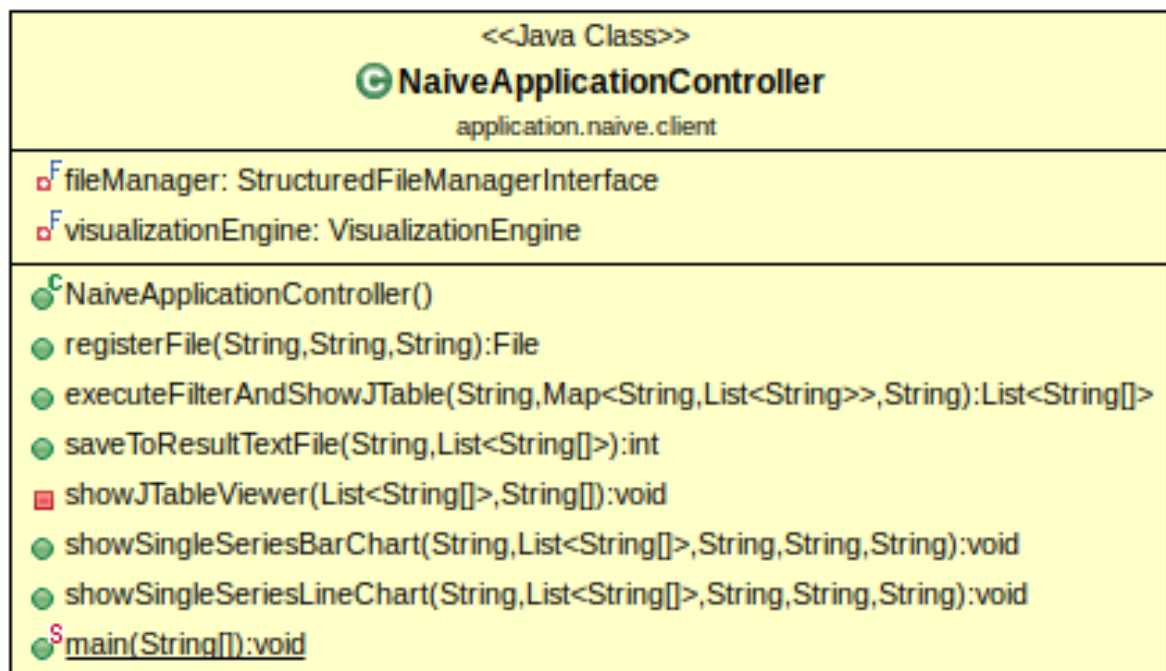 <<Java Class>>
C NaiveApplicationController
application.naive.client
F fileManager: StructuredFileManagerInterface
F visualizationEngine: VisualizationEngine
C NaiveApplicationController()
registerFile(String,String,String):File
executeFilterAndShowJTable(String,Map<String,List<String>>,String):List<String[]>
saveToResultTextFile(String,List<String[]>):int
showJTableViewer(List<String[]>,String[]):void
showSingleSeriesBarChart(String,List<String[]>,String,String,String):void
showSingleSeriesLineChart(String,List<String[]>,String,String,String):void
S main(String[]):void